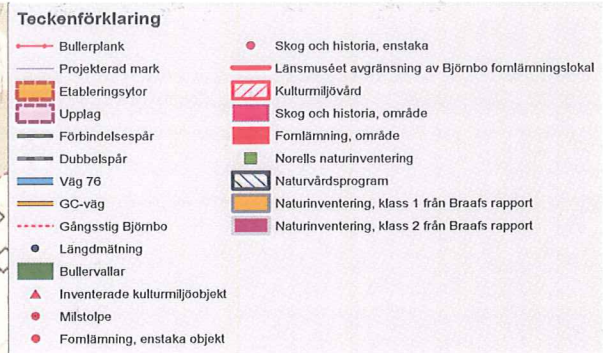 Teckenförklaring
Bullerplank
Projekterad mark
Etableringsytor
Upplag
Förbindelsespår
Dubbelspår
Väg 76
GC-väg
Gångsstig Björnbo
Längdmätning
Bullervallar
Inventerade kulturmiljöobjekt
Milstolpe
Fornlämning, enstaka objekt
Skog och historia, enstaka
Länsmuséet avgränsning av Björnbo fornlämningslokal
Kulturmiljövård
Skog och historia, område
Fornlämning, område
Norells naturinventering
Naturvårdsprogram
Naturinventering, klass 1 från Braafs rapport
Naturinventering, klass 2 från Braafs rapport